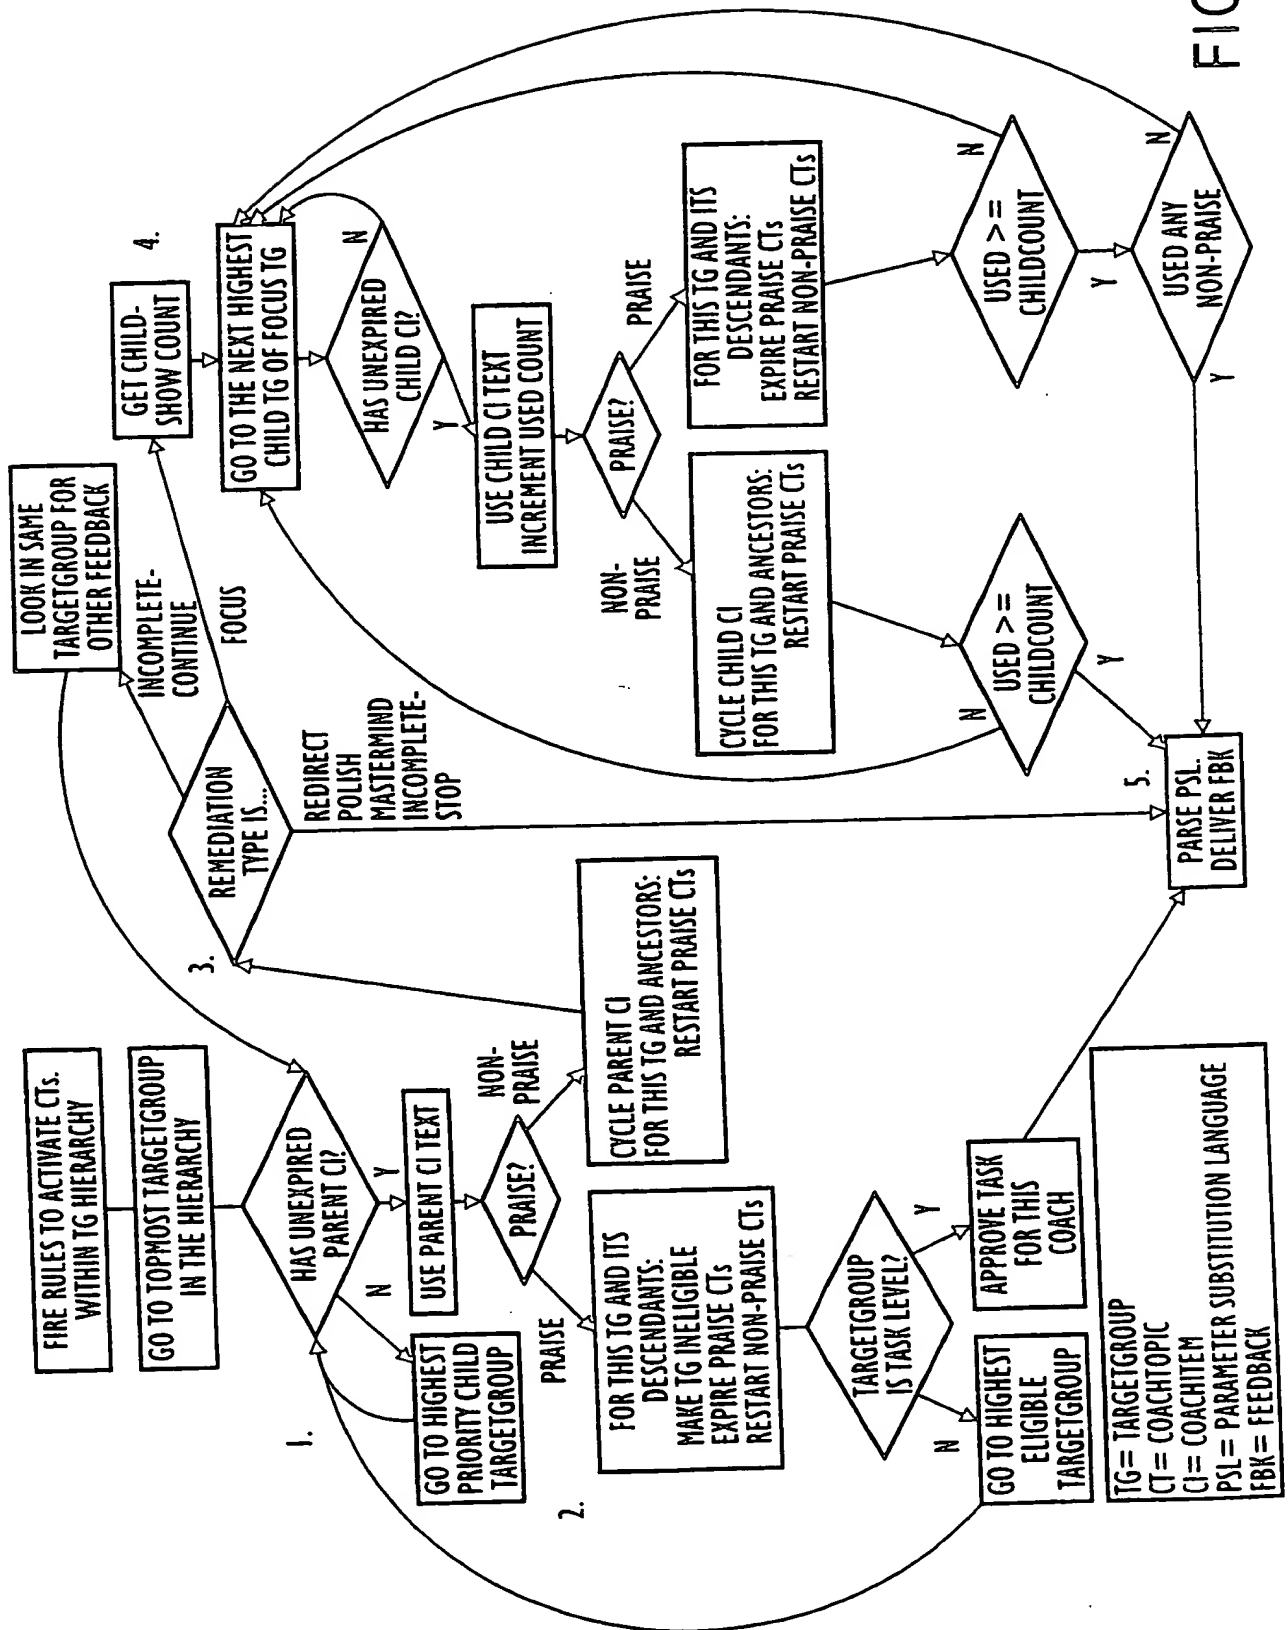 FIRE RULES TO ACTIVATE CTs.
WITHIN TG HIERARCHY
GO TO TOPMOST TARGETGROUP
IN THE HIERARCHY
1.
HAS UNEXPIRED
PARENT CI?
N
Y
GO TO HIGHEST
PRIORITY CHILD
TARGETGROUP
USE PARENT CI TEXT
PRAISE?
PRAISE
NON-
PRAISE
2.
FOR THIS TG AND ITS
DESCENDANTS:
MAKE TG INELIGIBLE
EXPIRE PRAISE CTs
RESTART NON-PRAISE CTs
CYCLE PARENT CI
FOR THIS TG AND ANCESTORS:
RESTART PRAISE CTs
TARGETGROUP
IS TASK LEVEL?
N
Y
GO TO HIGHEST
ELIGIBLE
TARGETGROUP
APPROVE TASK
FOR THIS
COACH
TG= TARGETGROUP
CT= COACHTOPIC
CI= COACHITEM
PSL= PARAMETER SUBSTITUTION LANGUAGE
FBK= FEEDBACK
3.
REMEDIATION
TYPE IS...
LOOK IN SAME
TARGETGROUP FOR
OTHER FEEDBACK
INCOMPLETE-
CONTINUE
FOCUS
REDIRECT
POLISH
MASTERMIND
INCOMPLETE-
STOP
GET CHILD-
SHOW COUNT
4.
GO TO THE NEXT HIGHEST
CHILD TG OF FOCUS TG
HAS UNEXPIRED
CHILD CI?
N
Y
USE CHILD CI TEXT
INCREMENT USED COUNT
PRAISE?
NON-
PRAISE
PRAISE
CYCLE CHILD CI
FOR THIS TG AND ANCESTORS:
RESTART PRAISE CTs
FOR THIS TG AND ITS
DESCENDANTS:
EXPIRE PRAISE CTs
RESTART NON-PRAISE CTs
USED >=
CHILDCOUNT
N
Y
USED >=
CHILDCOUNT
N
Y
USED ANY
NON-PRAISE
N
Y
5.
PARSE PSL.
DELIVER FBK
FIG